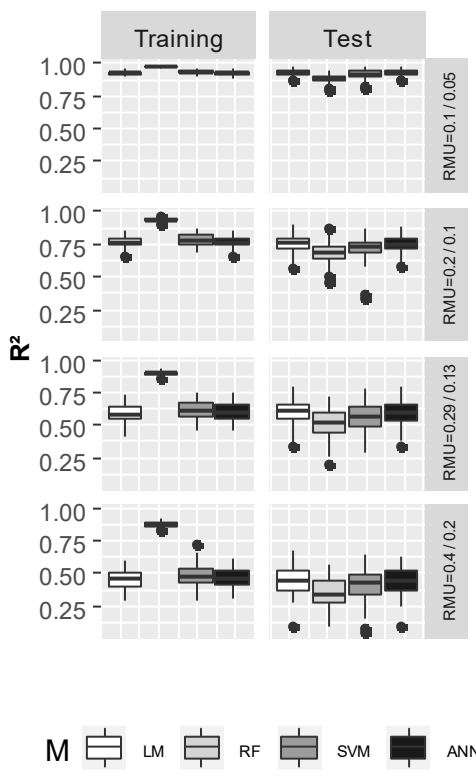 Training Test
1.00
0.75
0.50
0.25
RMU=0.1 / 0.05
1.00
0.75
0.50
0.25
RMU=0.2 / 0.1
R²
1.00
0.75
0.50
0.25
RMU=0.29 / 0.13
1.00
0.75
0.50
0.25
RMU=0.4 / 0.2
M LM RF SVM ANN